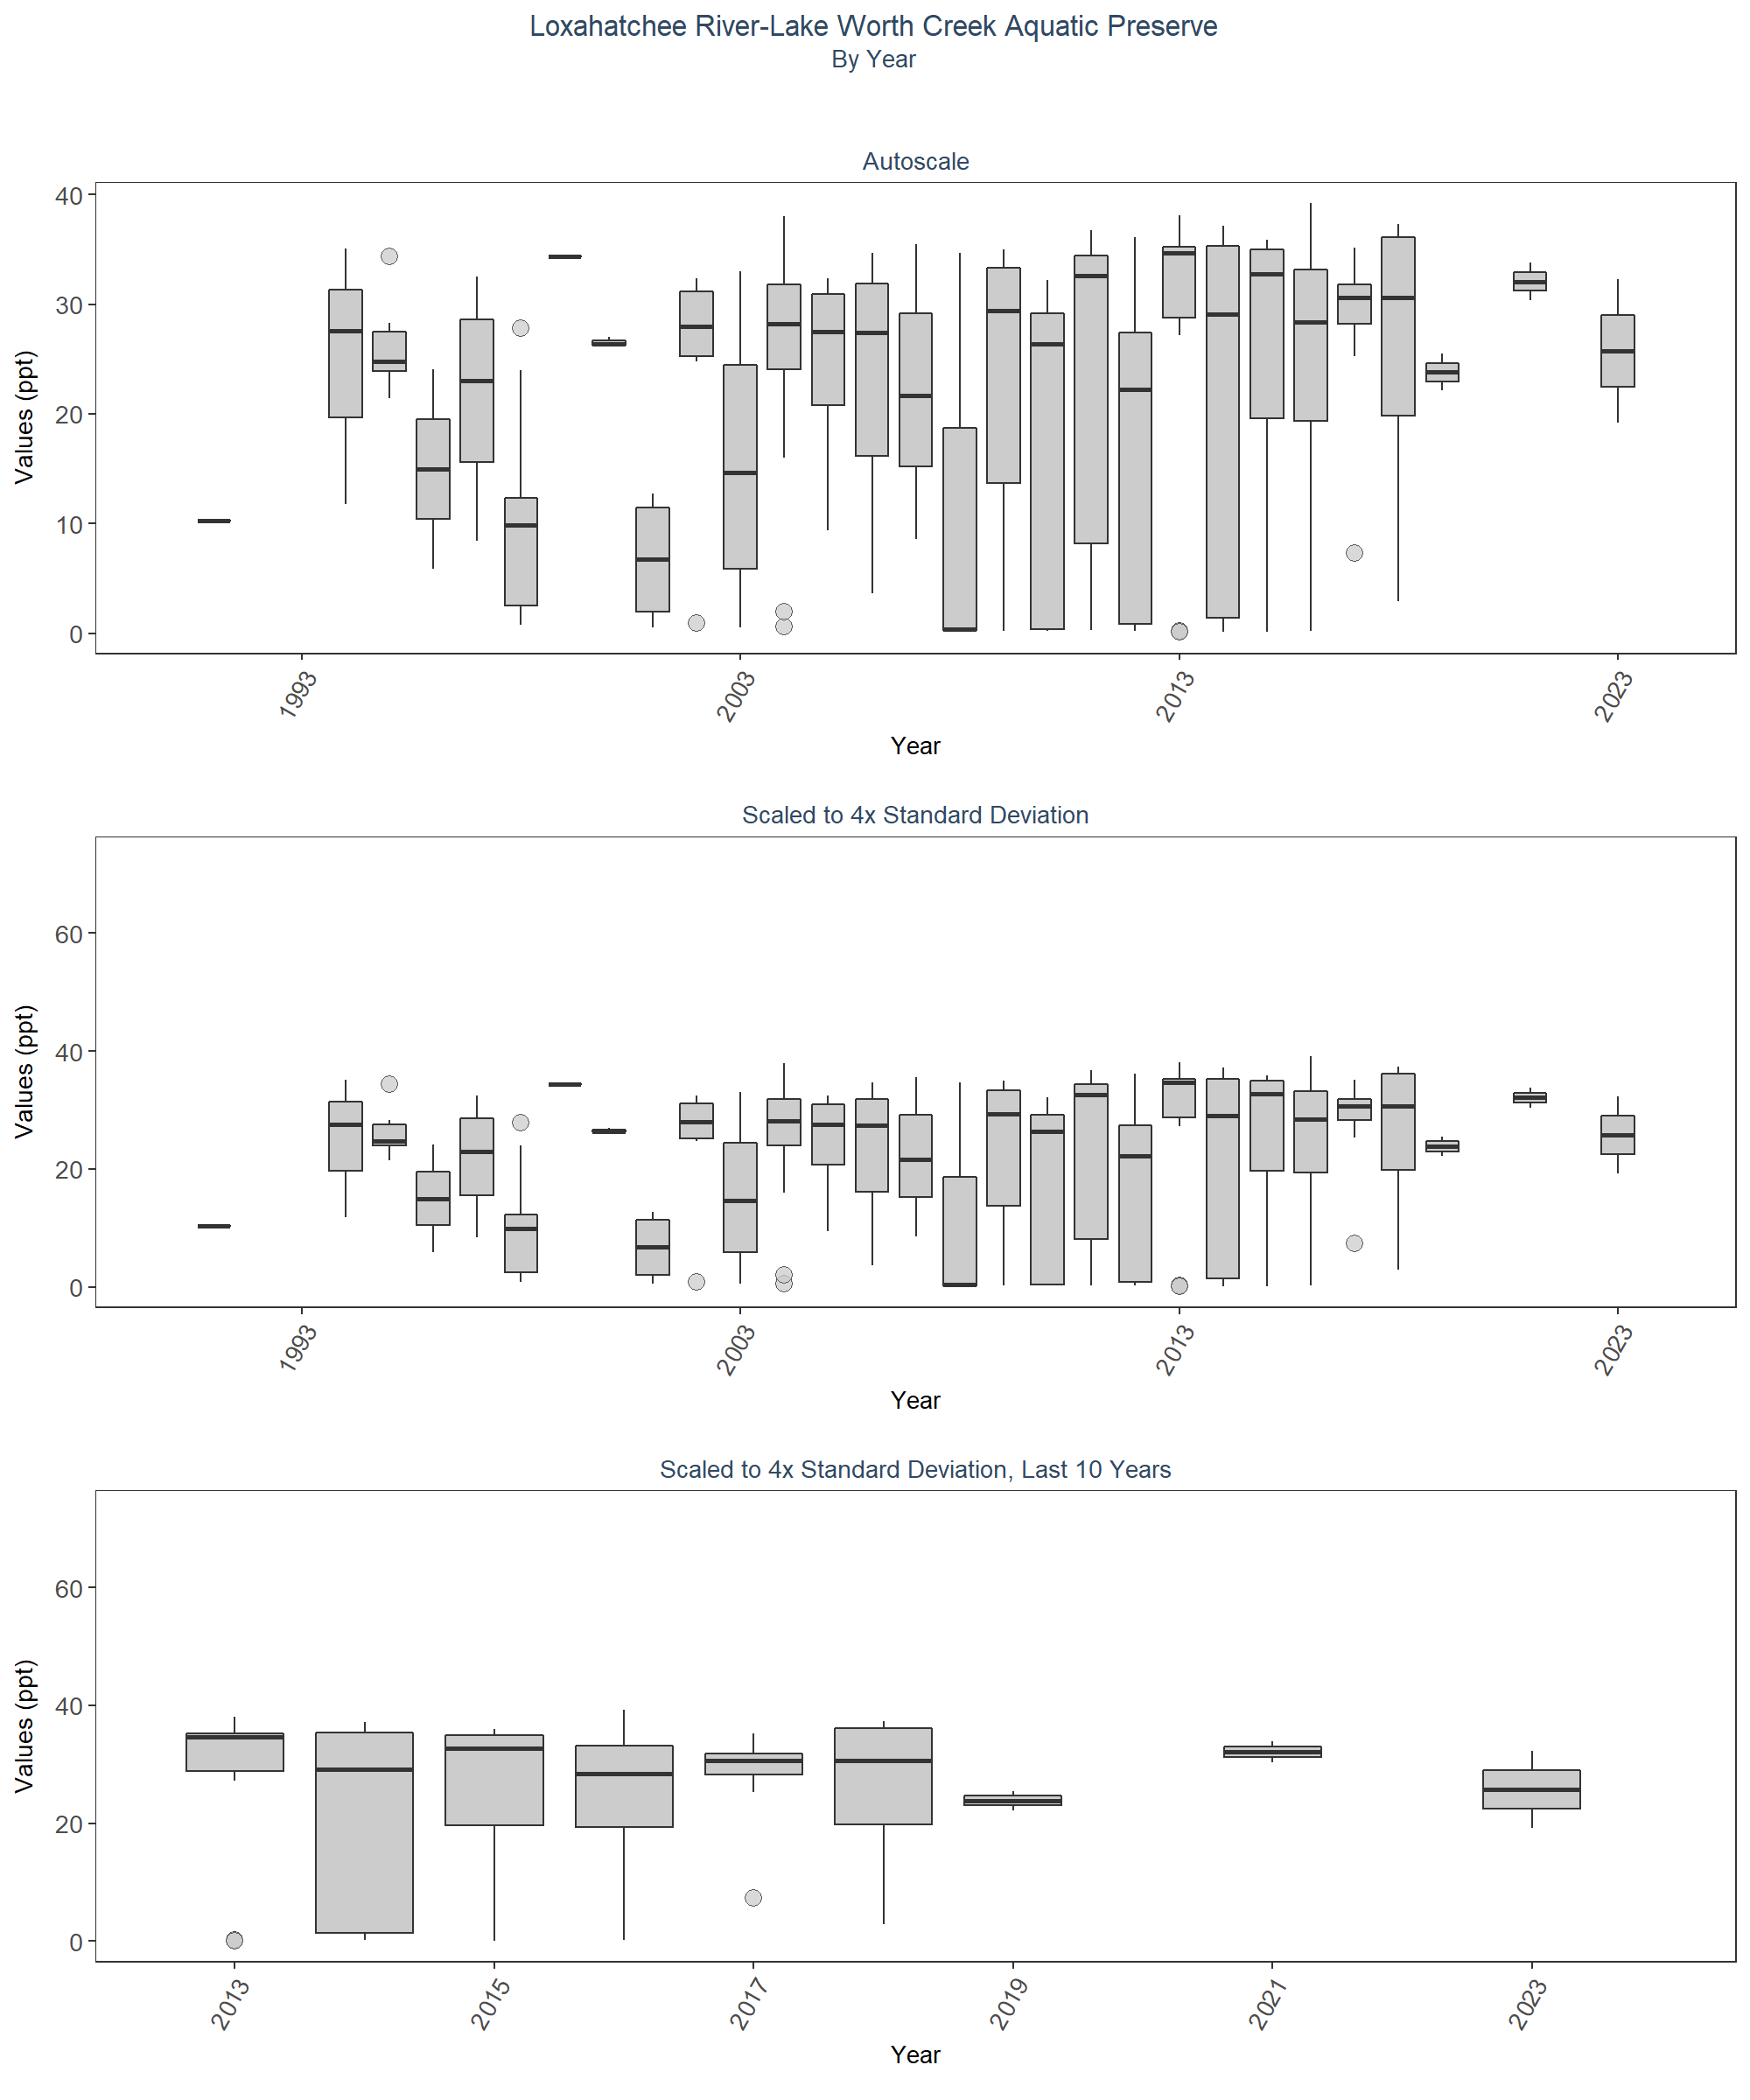 Loxahatchee River-Lake Worth Creek Aquatic Preserve
By Year
Autoscale
Values (ppt)
40
30
20
10
0
1993
2003
2013
2023
Year
Scaled to 4x Standard Deviation
Values (ppt)
60
40
20
0
1993
2003
2013
2023
Year
Scaled to 4x Standard Deviation, Last 10 Years
Values (ppt)
60
40
20
0
2013
2015
2017
2019
2021
2023
Year